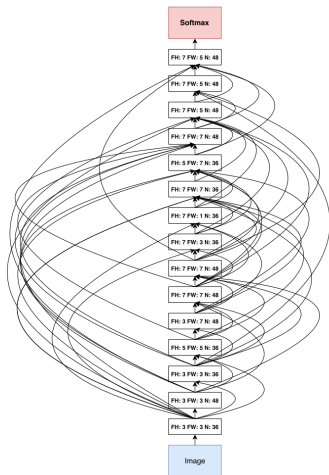 Softmax
FH: 7 FW: 5 N: 48
FH: 7 FW: 5 N: 48
FH: 7 FW: 5 N: 48
FH: 7 FW: 7 N: 48
FH: 5 FW: 7 N: 36
FH: 7 FW: 7 N: 36
FH: 7 FW: 1 N: 36
FH: 7 FW: 3 N: 36
FH: 7 FW: 7 N: 48
FH: 7 FW: 7 N: 48
FH: 3 FW: 7 N: 48
FH: 5 FW: 5 N: 36
FH: 3 FW: 3 N: 36
FH: 3 FW: 3 N: 48
FH: 3 FW: 3 N: 36
Image